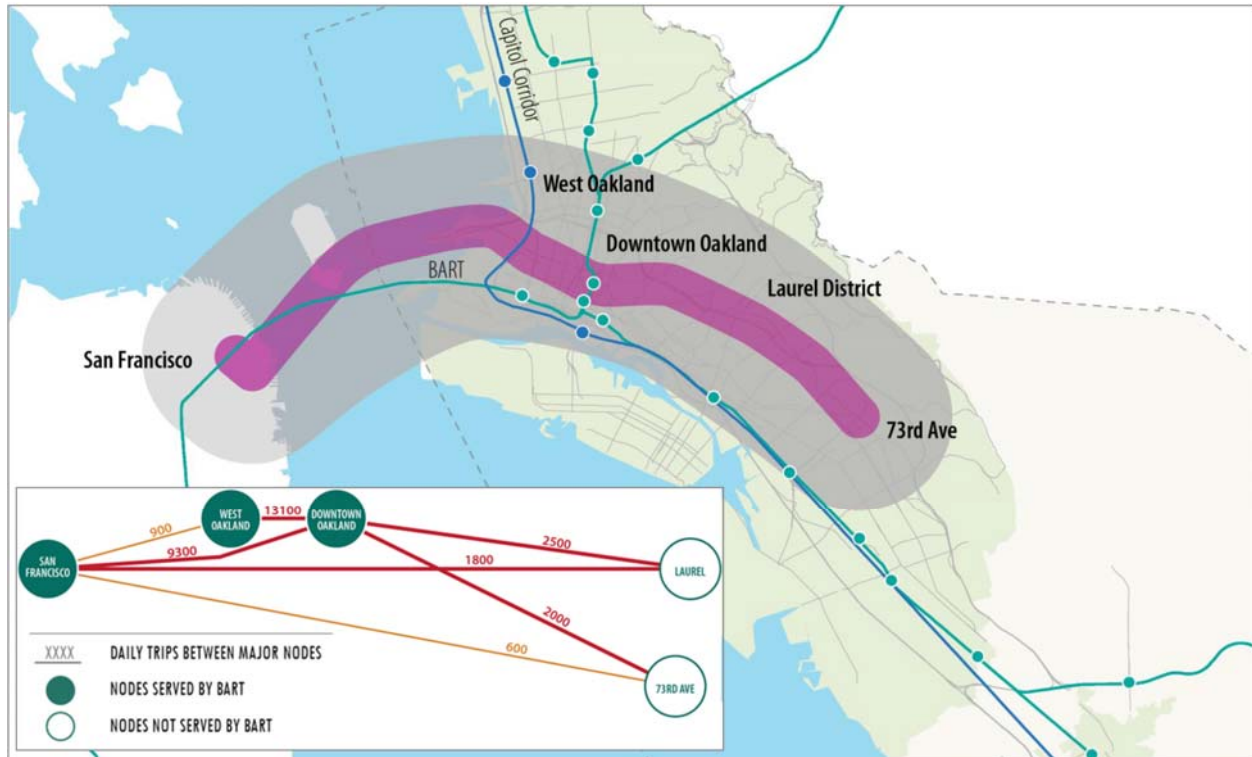 Capitol Corridor
West Oakland
Downtown Oakland
BART
Laurel District
San Francisco
73rd Ave
WEST
OAKLAND
13100
DOWNTOWN
OAKLAND
900
9300
2500
SAN
FRANCISCO
1800
LAUREL
2000
600
73RD AVE
XXXX DAILY TRIPS BETWEEN MAJOR NODES
NODES SERVED BY BART
NODES NOT SERVED BY BART